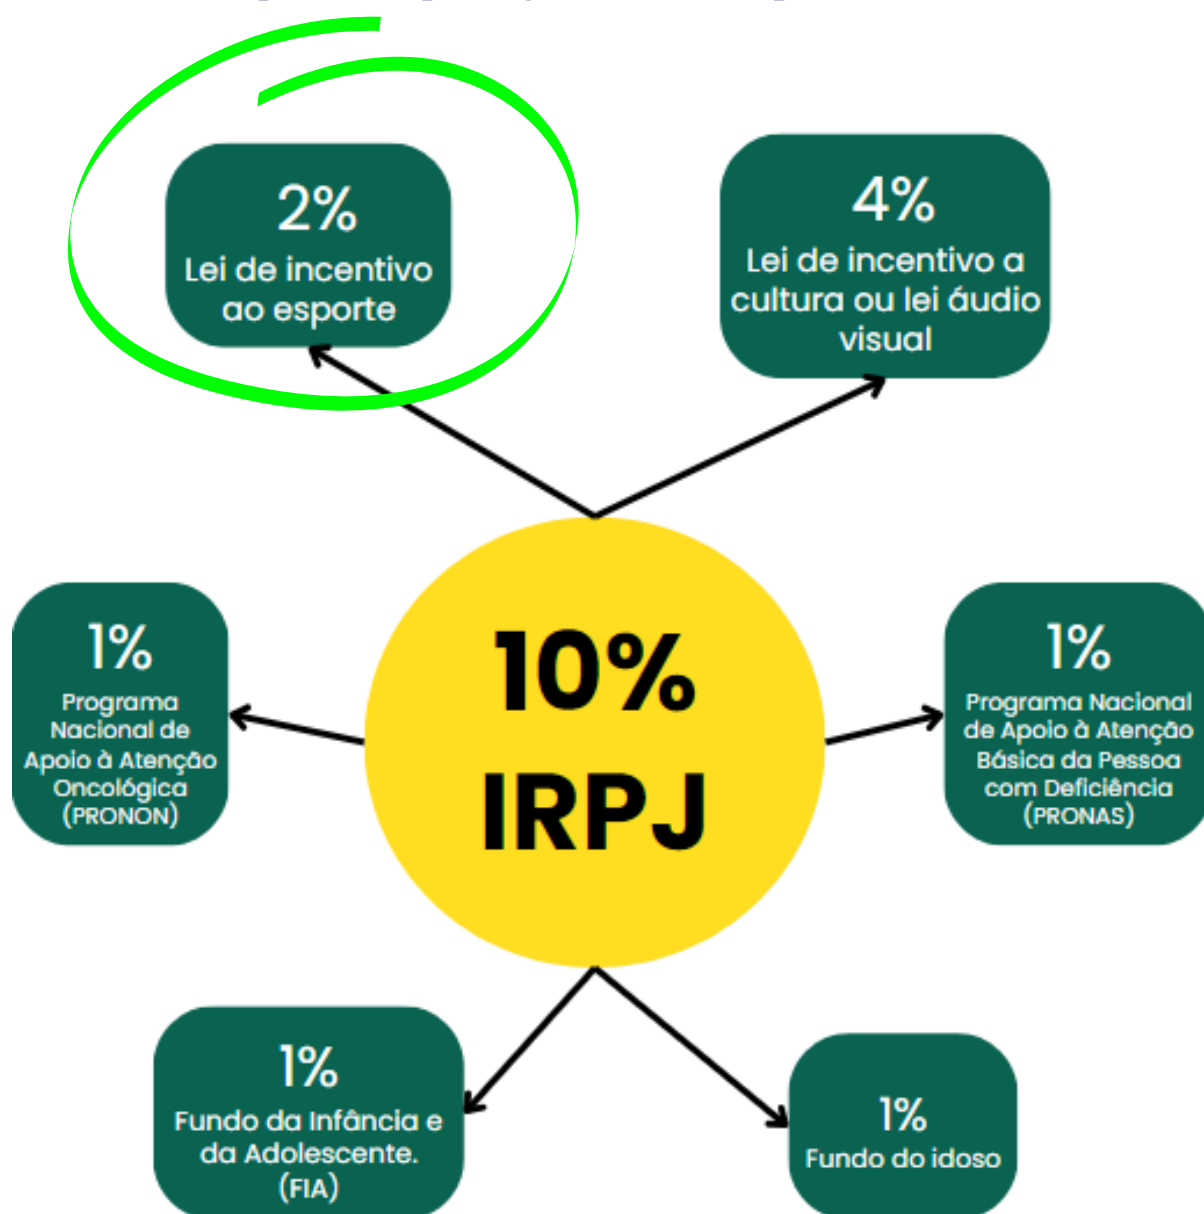 2%
Lei de incentivo
ao esporte
4%
Lei de incentivo a
cultura ou lei áudio
visual
10%
IRPJ
1%
Programa
Nacional de
Apoio à Atenção
Oncológica
(PRONON)
1%
Programa Nacional
de Apoio à Atenção
Básica da Pessoa
com Deficiência
(PRONAS)
1%
Fundo da Infância e
da Adolescente.
(FIA)
1%
Fundo do idoso